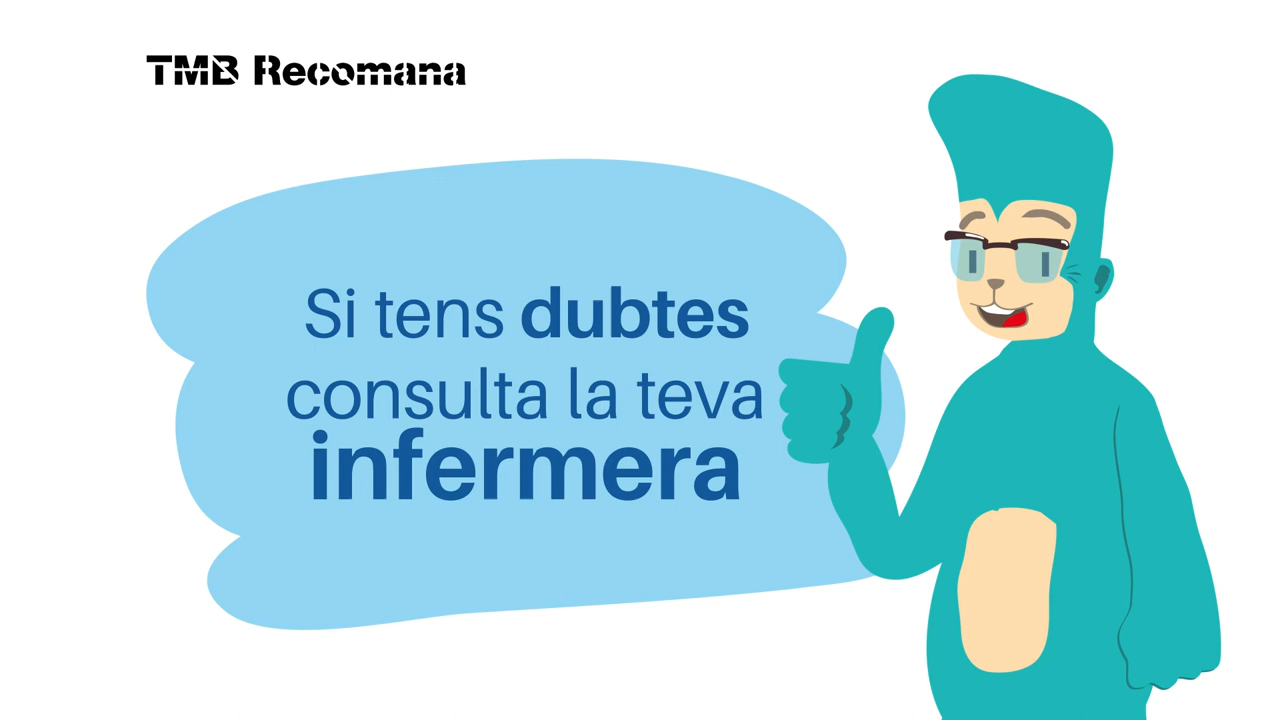 TMB Recomana
Si tens dubtes
consulta la teva
infermera